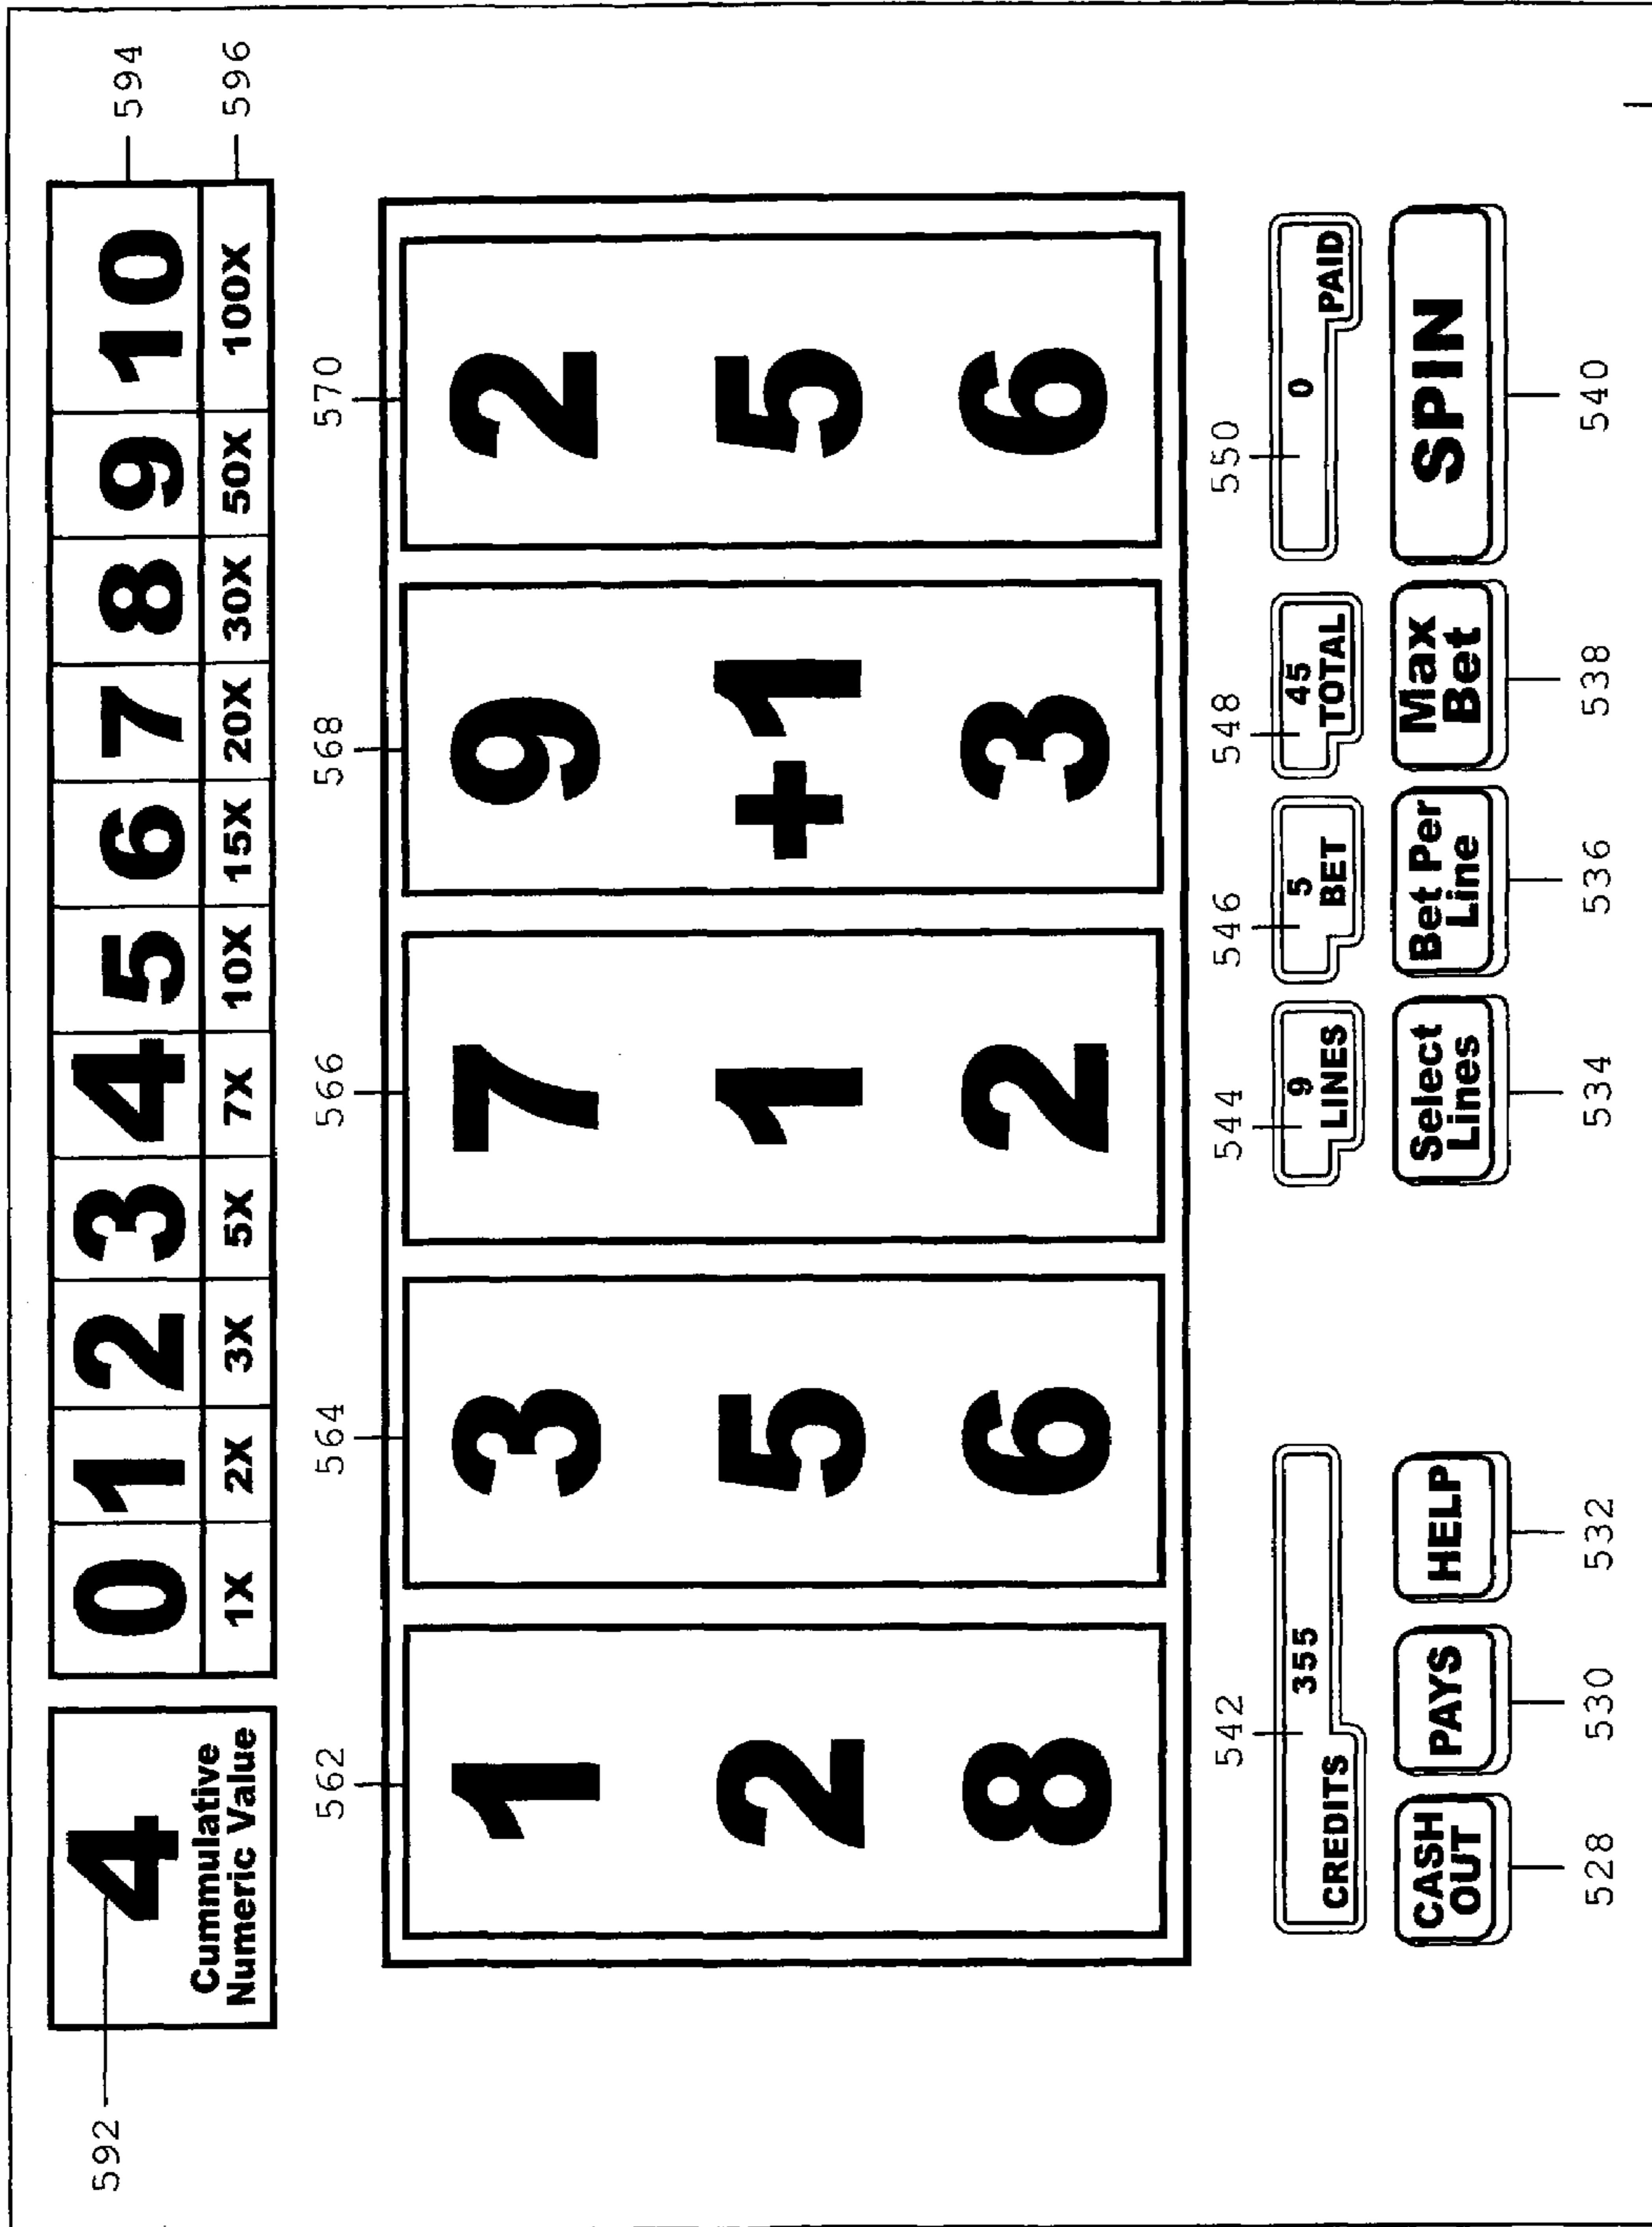 592
4
Cummulative
Numeric Value
0 1 2 3 4 5 6 7 8 9 10
594
1X 2X 3X 5X 7X 10X 15X 20X 30X 50X 100X
596
562 564 566 568 570
1 3 7 9 2
2 5 1 +1 5
8 6 2 3 6
542 544 546 548 550
355 9 5 45 0
CREDITS LINES BET TOTAL PAID
CASH
OUT
PAYS
HELP
Select
Lines
Bet Per
Line
Max
Bet
SPIN
528 530 532 534 536 538 540